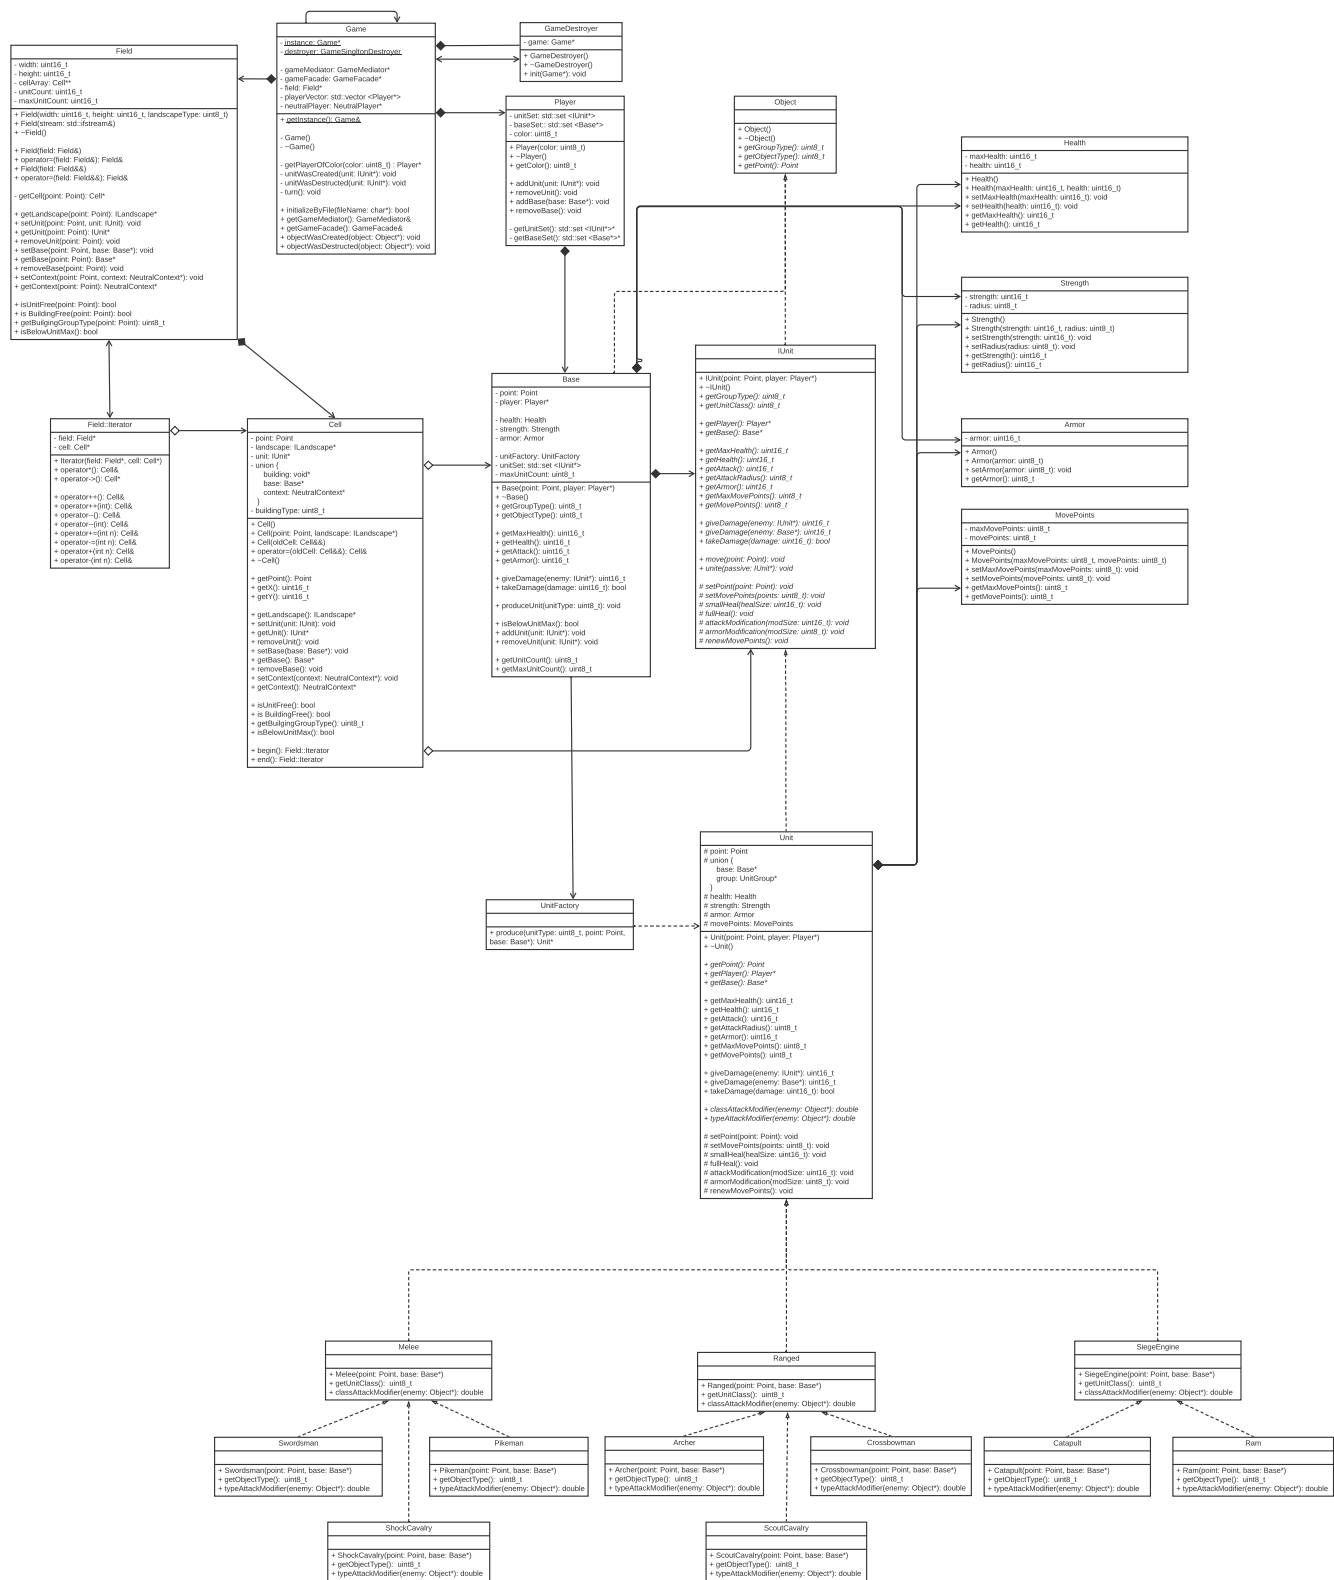 Game
- instance: Game*
- destroyer: GameSingltonDestroyer
- gameMediator: GameMediator*
- gameFacade: GameFacade*
- field: Field*
- playerVector: std::vector <Player*>
- neutralPlayer: NeutralPlayer*
+ getInstance(): Game&
- Game()
- ~Game()
- getPlayerOfColor(color: uint8_t) : Player*
- unitWasCreated(unit: IUnit*): void
- unitWasDestructed(unit: IUnit*): void
- turn(): void
+ initializeByFile(fileName: char*): bool
+ getGameMediator(): GameMediator&
+ getGameFacade(): GameFacade&
+ objectWasCreated(object: Object*): void
+ objectWasDestructed(object: Object*): void
GameDestroyer
- game: Game*
+ GameDestroyer()
+ ~GameDestroyer()
+ init(Game*): void
Field
- width: uint16_t
- height: uint16_t
- cellArray: Cell**
- unitCount: uint16_t
- maxUnitCount: uint16_t
+ Field(width: uint16_t, height: uint16_t, landscapeType: uint8_t)
+ Field(stream: std::ifstream&)
+ ~Field()
+ Field(field: Field&)
+ operator=(field: Field&): Field&
+ Field(field: Field&&)
+ operator=(field: Field&&): Field&
- getCell(point: Point): Cell*
+ getLandscape(point: Point): ILandscape*
+ setUnit(point: Point, unit: IUnit): void
+ getUnit(point: Point): IUnit*
+ removeUnit(point: Point): void
+ setBase(point: Point, base: Base*): void
+ getBase(point: Point): Base*
+ removeBase(point: Point): void
+ setContext(point: Point, context: NeutralContext*): void
+ getContext(point: Point): NeutralContext*
+ isUnitFree(point: Point): bool
+ is BuildingFree(point: Point): bool
+ getBuilgingGroupType(point: Point): uint8_t
+ isBelowUnitMax(): bool
Player
- unitSet: std::set <IUnit*>
- baseSet:: std::set <Base*>
- color: uint8_t
+ Player(color: uint8_t)
+ ~Player()
+ getColor(): uint8_t
+ addUnit(unit: IUnit*): void
+ removeUnit(): void
+ addBase(base: Base*): void
+ removeBase(): void
- getUnitSet(): std::set <IUnit*>*
- getBaseSet(): std::set <Base*>*
Object
+ Object()
+ ~Object()
+ getGroupType(): uint8_t
+ getObjectType(): uint8_t
+ getPoint(): Point
Health
- maxHealth: uint16_t
- health: uint16_t
+ Health()
+ Health(maxHealth: uint16_t, health: uint16_t)
+ setMaxHealth(maxHealth: uint16_t): void
+ setHealth(health: uint16_t): void
+ getMaxHealth(): uint16_t
+ getHealth(): uint16_t
Strength
- strength: uint16_t
- radius: uint8_t
+ Strength()
+ Strength(strength: uint16_t, radius: uint8_t)
+ setStrength(strength: uint16_t): void
+ setRadius(radius: uint8_t): void
+ getStrength(): uint16_t
+ getRadius(): uint16_t
Armor
- armor: uint16_t
+ Armor()
+ Armor(armor: uint8_t)
+ setArmor(armor: uint8_t): void
+ getArmor(): uint8_t
MovePoints
- maxMovePoints: uint8_t
- movePoints: uint8_t
+ MovePoints()
+ MovePoints(maxMovePoints: uint8_t, movePoints: uint8_t)
+ setMaxMovePoints(maxMovePoints: uint8_t): void
+ setMovePoints(movePoints: uint8_t): void
+ getMaxMovePoints(): uint8_t
+ getMovePoints(): uint8_t
Field::Iterator
- field: Field*
- cell: Cell*
+ Iterator(field: Field*, cell: Cell*)
+ operator*(): Cell&
+ operator->(): Cell*
+ operator++(): Cell&
+ operator++(int): Cell&
+ operator--(): Cell&
+ operator--(int): Cell&
+ operator+=(int n): Cell&
+ operator-=(int n): Cell&
+ operator+(int n): Cell&
+ operator-(int n): Cell&
Cell
- point: Point
- landscape: ILandscape*
- unit: IUnit*
- union {
building: void*
base: Base*
context: NeutralContext*
}
- buildingType: uint8_t
+ Cell()
+ Cell(point: Point, landscape: ILandscape*)
+ Cell(oldCell: Cell&&)
+ operator=(oldCell: Cell&&): Cell&
+ ~Cell()
+ getPoint(): Point
+ getX(): uint16_t
+ getY(): uint16_t
+ getLandscape(): ILandscape*
+ setUnit(unit: IUnit): void
+ getUnit(): IUnit*
+ removeUnit(): void
+ setBase(base: Base*): void
+ getBase(): Base*
+ removeBase(): void
+ setContext(context: NeutralContext*): void
+ getContext(): NeutralContext*
+ isUnitFree(): bool
+ is BuildingFree(): bool
+ getBuilgingGroupType(): uint8_t
+ isBelowUnitMax(): bool
+ begin(): Field::Iterator
+ end(): Field::Iterator
Base
- point: Point
- player: Player*
- health: Health
- strength: Strength
- armor: Armor
- unitFactory: UnitFactory
- unitSet: std::set <IUnit*>
- maxUnitCount: uint8_t
+ Base(point: Point, player: Player*)
+ ~Base()
+ getGroupType(): uint8_t
+ getObjectType(): uint8_t
+ getMaxHealth(): uint16_t
+ getHealth(): uint16_t
+ getAttack(): uint16_t
+ getArmor(): uint16_t
+ giveDamage(enemy: IUnit*): uint16_t
+ takeDamage(damage: uint16_t): bool
+ produceUnit(unitType: uint8_t): void
+ isBelowUnitMax(): bool
+ addUnit(unit: IUnit*): void
+ removeUnit(unit: IUnit*): void
+ getUnitCount(): uint8_t
+ getMaxUnitCount(): uint8_t
IUnit
+ IUnit(point: Point, player: Player*)
+ ~IUnit()
+ getGroupType(): uint8_t
+ getUnitClass(): uint8_t
+ getPlayer(): Player*
+ getBase(): Base*
+ getMaxHealth(): uint16_t
+ getHealth(): uint16_t
+ getAttack(): uint16_t
+ getAttackRadius(): uint8_t
+ getArmor(): uint16_t
+ getMaxMovePoints(): uint8_t
+ getMovePoints(): uint8_t
+ giveDamage(enemy: IUnit*): uint16_t
+ giveDamage(enemy: Base*): uint16_t
+ takeDamage(damage: uint16_t): bool
+ move(point: Point): void
+ unite(passive: IUnit*): void
# setPoint(point: Point): void
# setMovePoints(points: uint8_t): void
# smallHeal(healSize: uint16_t): void
# fullHeal(): void
# attackModification(modSize: uint16_t): void
# armorModification(modSize: uint8_t): void
# renewMovePoints(): void
UnitFactory
+ produce(unitType: uint8_t, point: Point,
base: Base*): Unit*
Unit
# point: Point
# union {
base: Base*
group: UnitGroup*
}
# health: Health
# strength: Strength
# armor: Armor
# movePoints: MovePoints
+ Unit(point: Point, player: Player*)
+ ~Unit()
+ getPoint(): Point
+ getPlayer(): Player*
+ getBase(): Base*
+ getMaxHealth(): uint16_t
+ getHealth(): uint16_t
+ getAttack(): uint16_t
+ getAttackRadius(): uint8_t
+ getArmor(): uint16_t
+ getMaxMovePoints(): uint8_t
+ getMovePoints(): uint8_t
+ giveDamage(enemy: IUnit*): uint16_t
+ giveDamage(enemy: Base*): uint16_t
+ takeDamage(damage: uint16_t): bool
+ classAttackModifier(enemy: Object*): double
+ typeAttackModifier(enemy: Object*): double
# setPoint(point: Point): void
# setMovePoints(points: uint8_t): void
# smallHeal(healSize: uint16_t): void
# fullHeal(): void
# attackModification(modSize: uint16_t): void
# armorModification(modSize: uint8_t): void
# renewMovePoints(): void
Melee
+ Melee(point: Point, base: Base*)
+ getUnitClass(): uint8_t
+ classAttackModifier(enemy: Object*): double
Ranged
+ Ranged(point: Point, base: Base*)
+ getUnitClass(): uint8_t
+ classAttackModifier(enemy: Object*): double
SiegeEngine
+ SiegeEngine(point: Point, base: Base*)
+ getUnitClass(): uint8_t
+ classAttackModifier(enemy: Object*): double
Swordsman
+ Swordsman(point: Point, base: Base*)
+ getObjectType(): uint8_t
+ typeAttackModifier(enemy: Object*): double
Pikeman
+ Pikeman(point: Point, base: Base*)
+ getObjectType(): uint8_t
+ typeAttackModifier(enemy: Object*): double
Archer
+ Archer(point: Point, base: Base*)
+ getObjectType(): uint8_t
+ typeAttackModifier(enemy: Object*): double
Crossbowman
+ Crossbowman(point: Point, base: Base*)
+ getObjectType(): uint8_t
+ typeAttackModifier(enemy: Object*): double
Catapult
+ Catapult(point: Point, base: Base*)
+ getObjectType(): uint8_t
+ typeAttackModifier(enemy: Object*): double
Ram
+ Ram(point: Point, base: Base*)
+ getObjectType(): uint8_t
+ typeAttackModifier(enemy: Object*): double
ShockCavalry
+ ShockCavalry(point: Point, base: Base*)
+ getObjectType(): uint8_t
+ typeAttackModifier(enemy: Object*): double
ScoutCavalry
+ ScoutCavalry(point: Point, base: Base*)
+ getObjectType(): uint8_t
+ typeAttackModifier(enemy: Object*): double